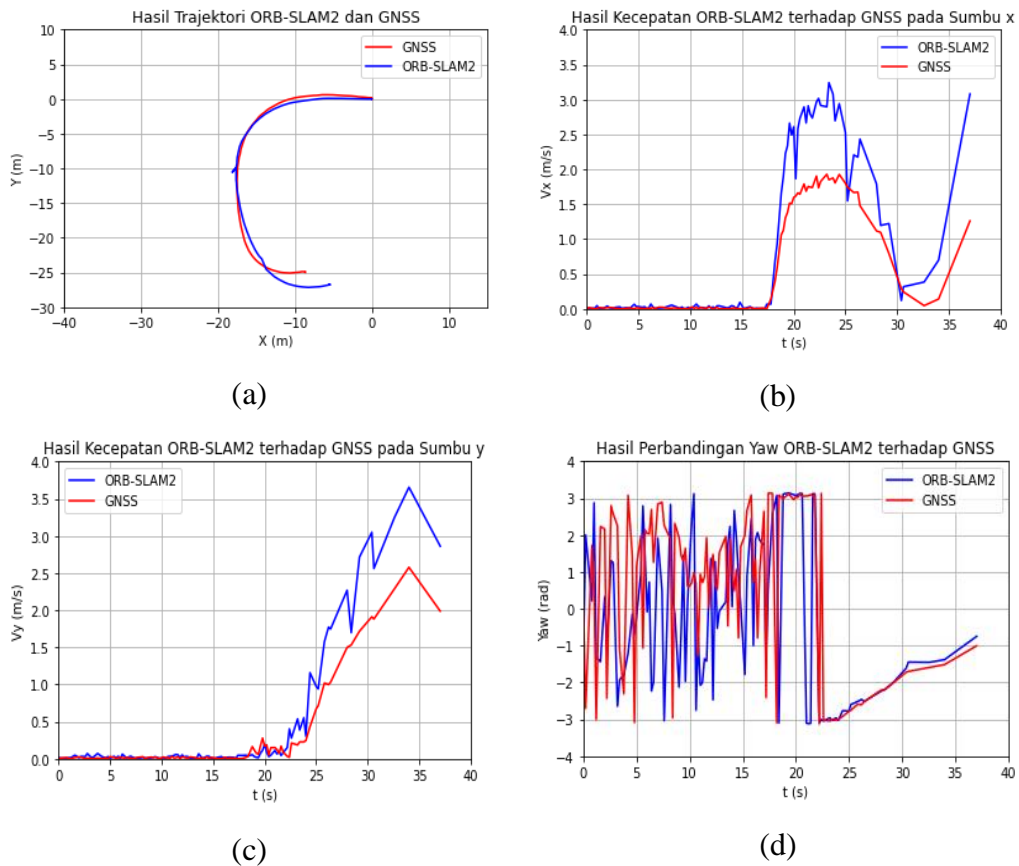 Hasil Trajektori ORB-SLAM2 dan GNSS
10
5
0
−5
−10
−15
−20
−25
−30
Y (m)
GNSS
ORB-SLAM2
−40 −30 −20 −10 0 10
X (m)
(a)
Hasil Kecepatan ORB-SLAM2 terhadap GNSS pada Sumbu x
4.0
3.5
3.0
2.5
2.0
1.5
1.0
0.5
0.0
Vx (m/s)
ORB-SLAM2
GNSS
0 5 10 15 20 25 30 35 40
t (s)
(b)
Hasil Kecepatan ORB-SLAM2 terhadap GNSS pada Sumbu y
4.0
3.5
3.0
2.5
2.0
1.5
1.0
0.5
0.0
Vy (m/s)
ORB-SLAM2
GNSS
0 5 10 15 20 25 30 35 40
t (s)
(c)
Hasil Perbandingan Yaw ORB-SLAM2 terhadap GNSS
4
3
2
1
0
−1
−2
−3
−4
Yaw (rad)
ORB-SLAM2
GNSS
0 5 10 15 20 25 30 35 40
t (s)
(d)